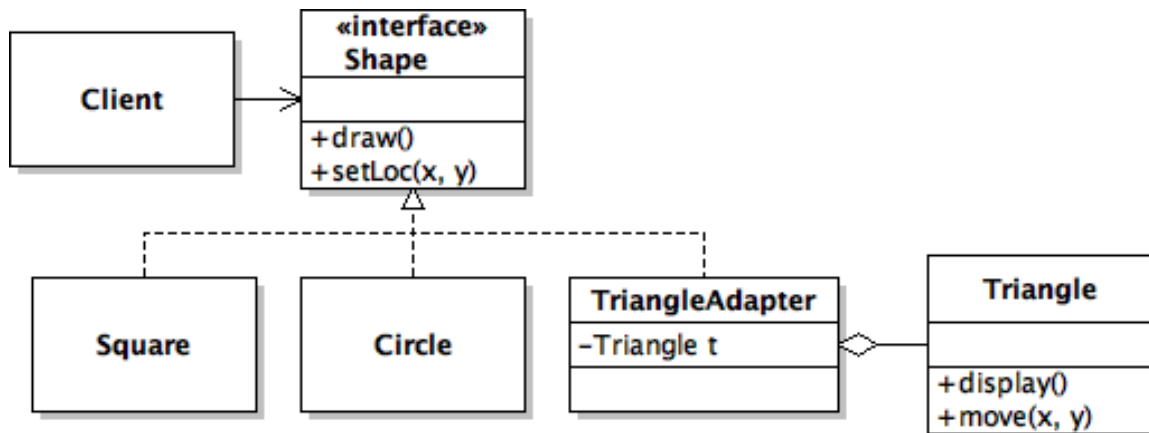 «interface»
Shape
Client
+draw()
+setLoc(x, y)
Square
Circle
TriangleAdapter
-Triangle t
Triangle
+display()
+move(x, y)